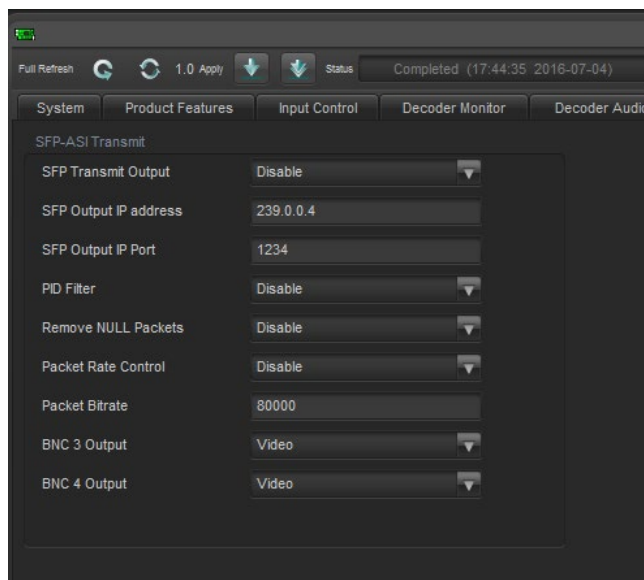 Full Refresh 1.0 Apply Status Completed (17:44:35 2016-07-04)
System Product Features Input Control Decoder Monitor Decoder Audio
SFP-ASI Transmit
SFP Transmit Output Disable
SFP Output IP address 239.0.0.4
SFP Output IP Port 1234
PID Filter Disable
Remove NULL Packets Disable
Packet Rate Control Disable
Packet Bitrate 80000
BNC 3 Output Video
BNC 4 Output Video